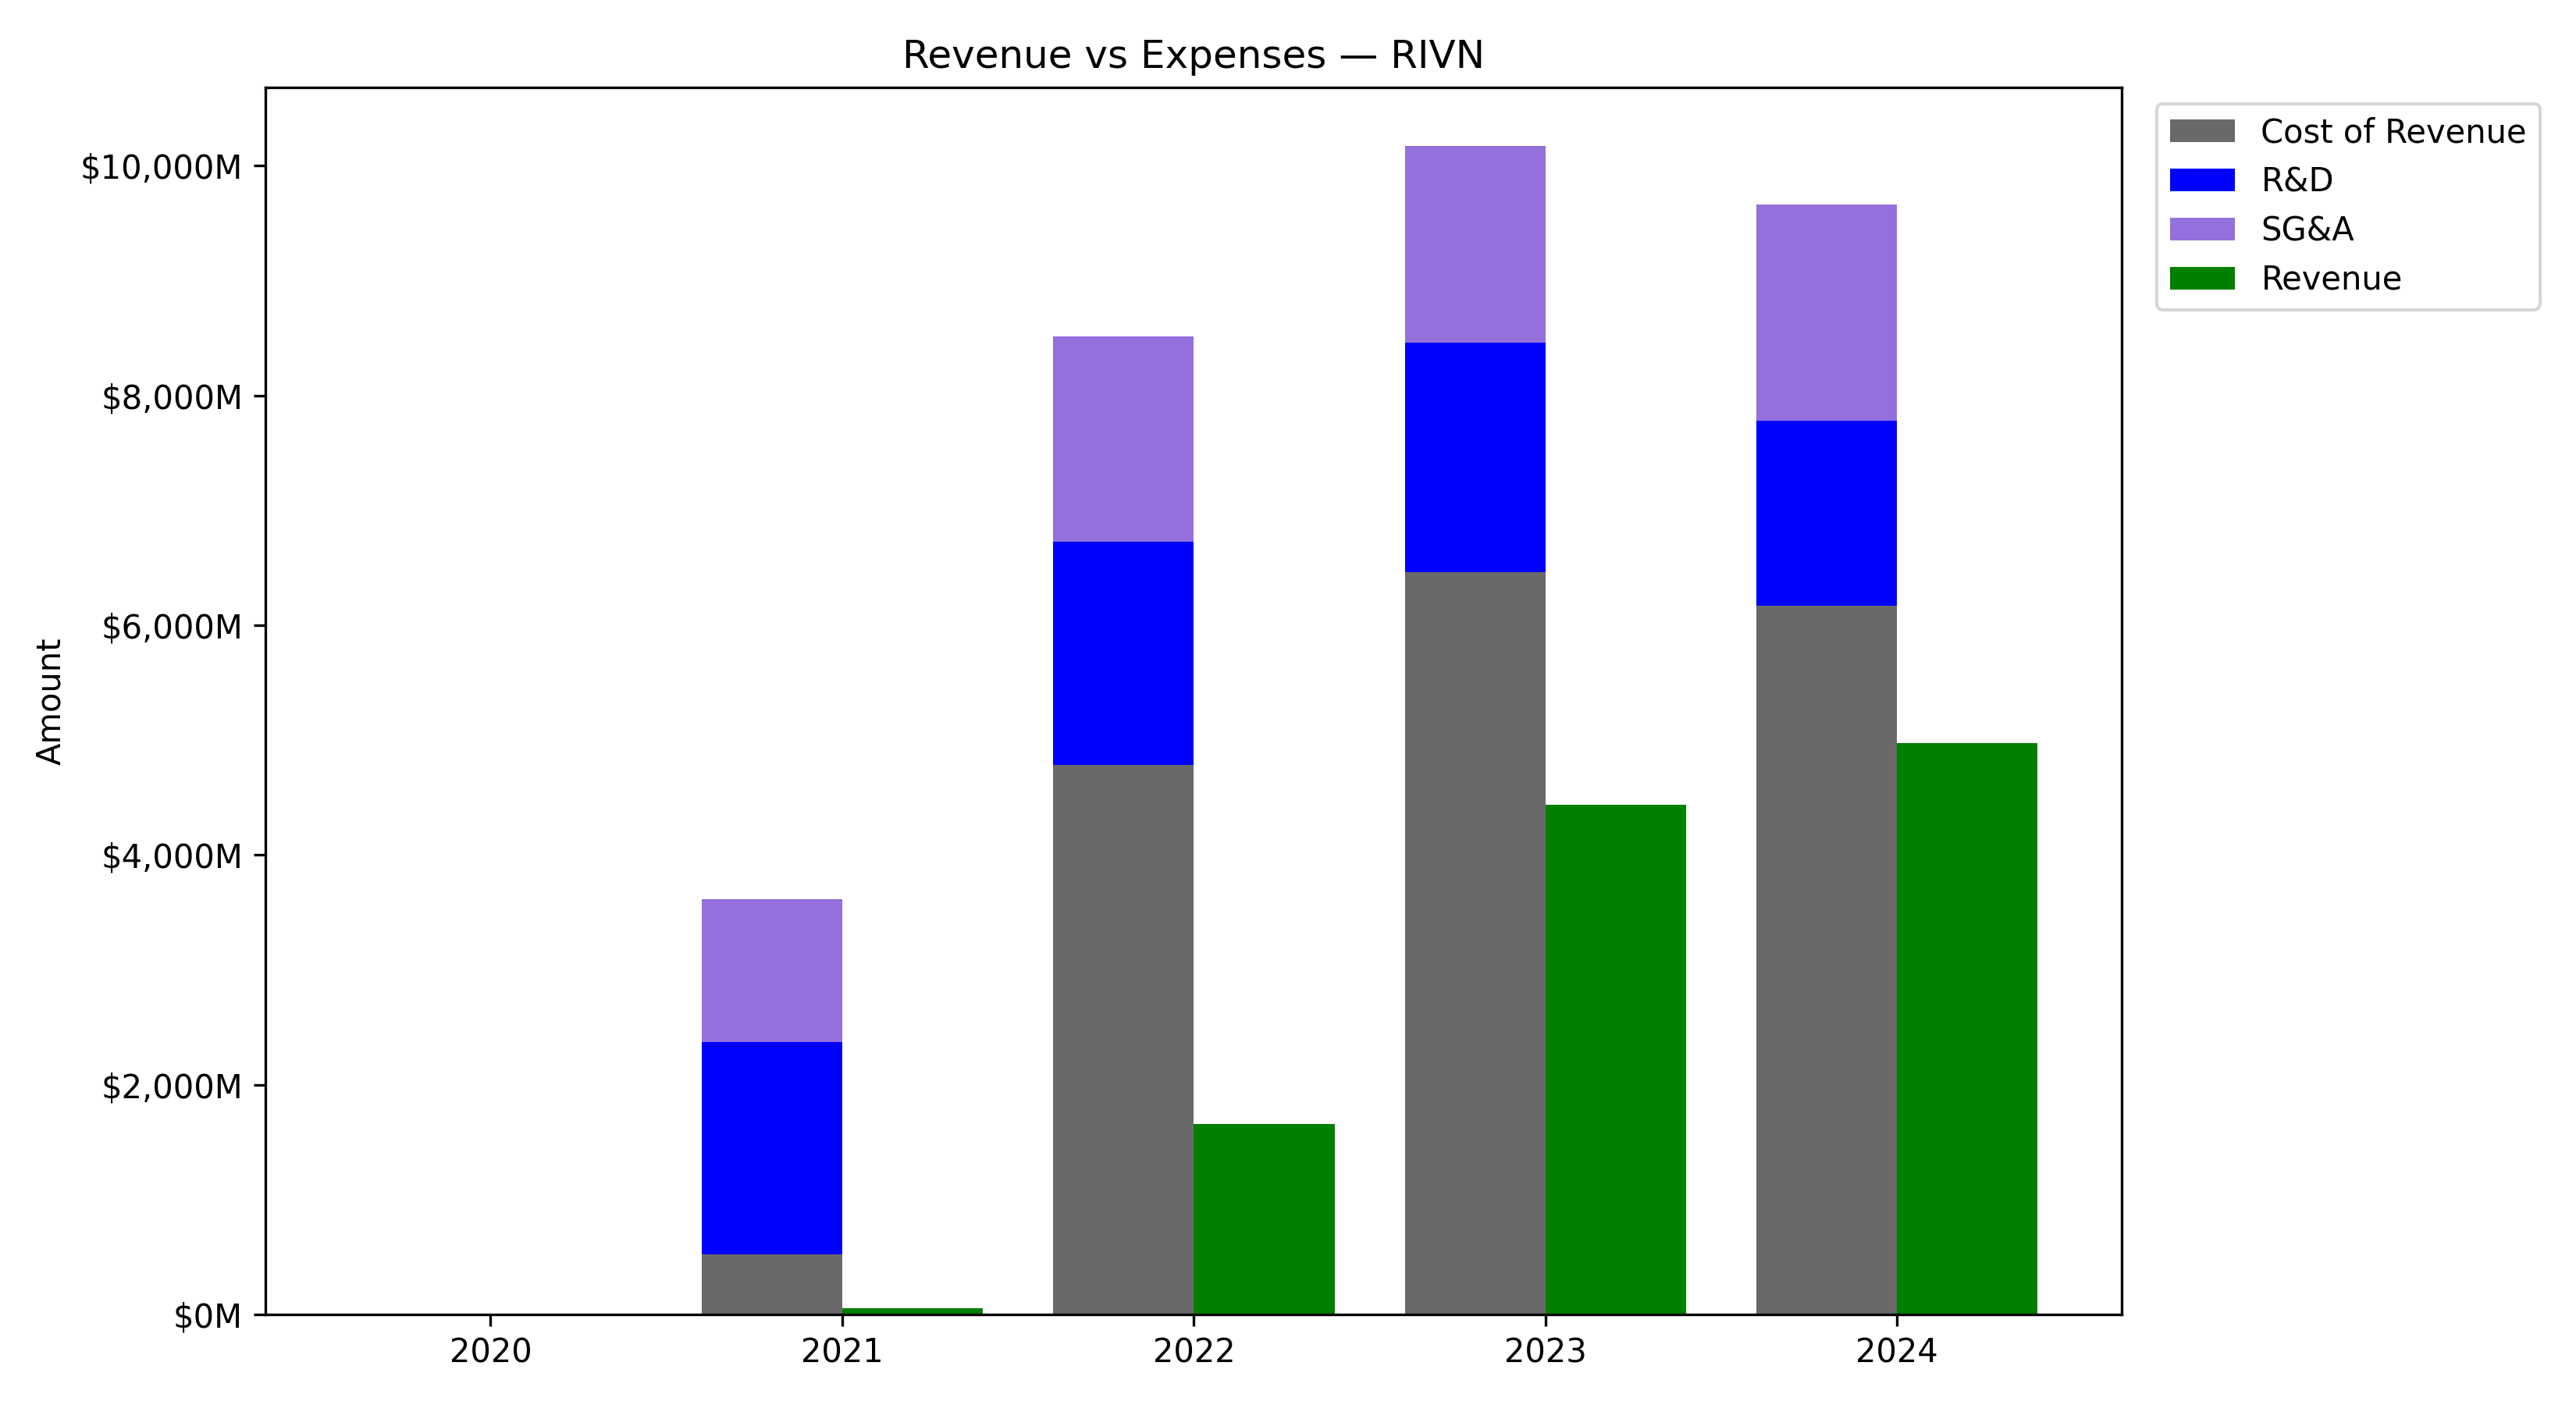 Revenue vs Expenses — RIVN
Cost of Revenue
R&D
SG&A
Revenue
Amount
$10,000M
$8,000M
$6,000M
$4,000M
$2,000M
$0M
2020 2021 2022 2023 2024